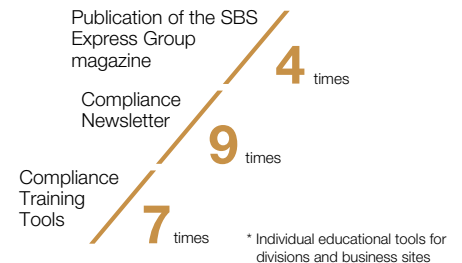 Publication of the SBS
Express Group
magazine
4 times
Compliance
Newsletter
9 times
Compliance
Training
Tools
7 times
* Individual educational tools for
divisions and business sites